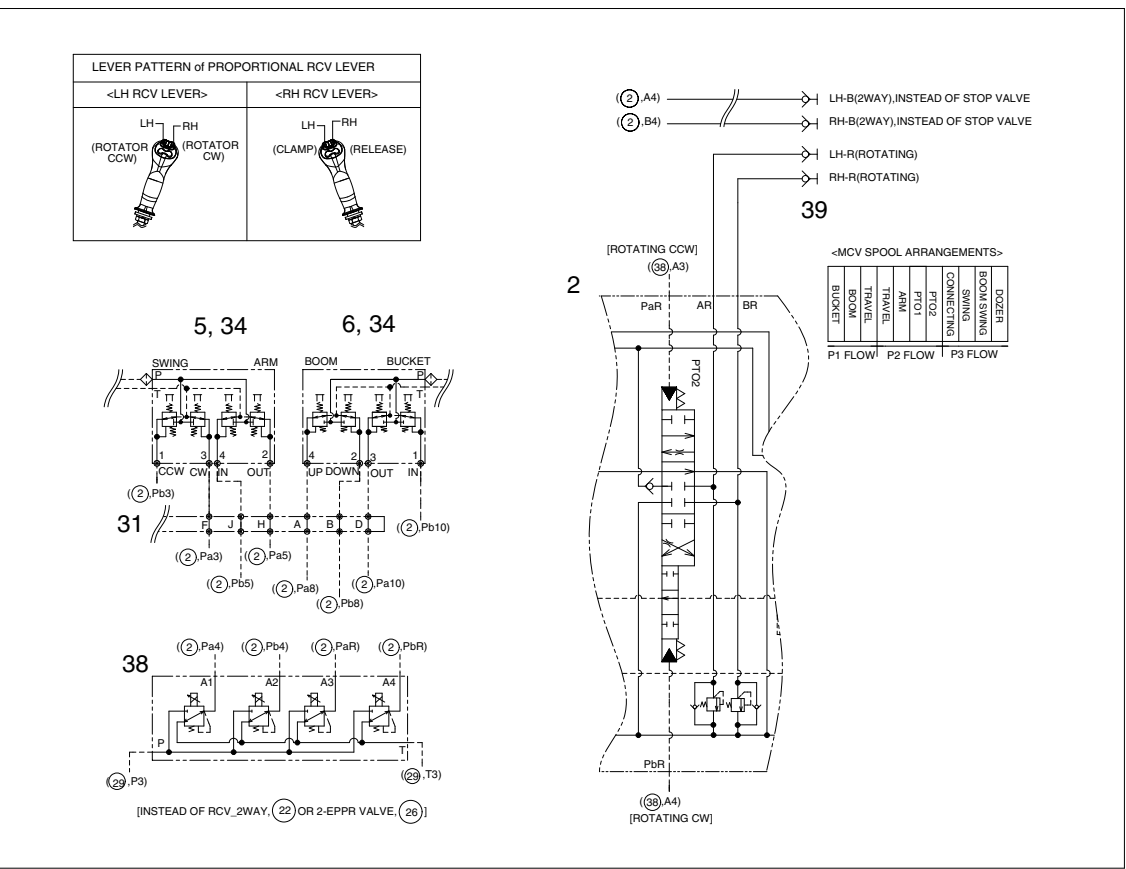 LEVER PATTERN of PROPORTIONAL RCV LEVER
<LH RCV LEVER>
<RH RCV LEVER>
LH
RH
(ROTATOR
CCW)
(ROTATOR
CW)
LH
RH
(CLAMP)
(RELEASE)
(2,A4)
LH-B(2WAY),INSTEAD OF STOP VALVE
(2,B4)
RH-B(2WAY),INSTEAD OF STOP VALVE
LH-R(ROTATING)
RH-R(ROTATING)
39
[ROTATING CCW]
(38,A3)
2
PaR
AR
BR
PTO2
<MCV SPOOL ARRANGEMENTS>
BUCKET
BOOM
TRAVEL
TRAVEL
ARM
PTO1
PTO2
CONNECTING
SWING
BOOM SWING
DOZER
P1 FLOW
P2 FLOW
P3 FLOW
5, 34
6, 34
SWING
ARM
BOOM
BUCKET
P
T
P
T
1
3
4
2
4
2
3
1
CCW
CW
IN
OUT
UP
DOWN
OUT
IN
(2,Pb3)
31
F
J
H
A
B
D
(2,Pb10)
(2,Pa3)
(2,Pa5)
(2,Pb5)
(2,Pa8)
(2,Pa10)
(2,Pb8)
(2,Pa4)
(2,Pb4)
(2,PaR)
(2,PbR)
38
A1
A2
A3
A4
P
T
(29,P3)
(29,T3)
[INSTEAD OF RCV_2WAY, 22 OR 2-EPPR VALVE, 26]
PbR
(38,A4)
[ROTATING CW]